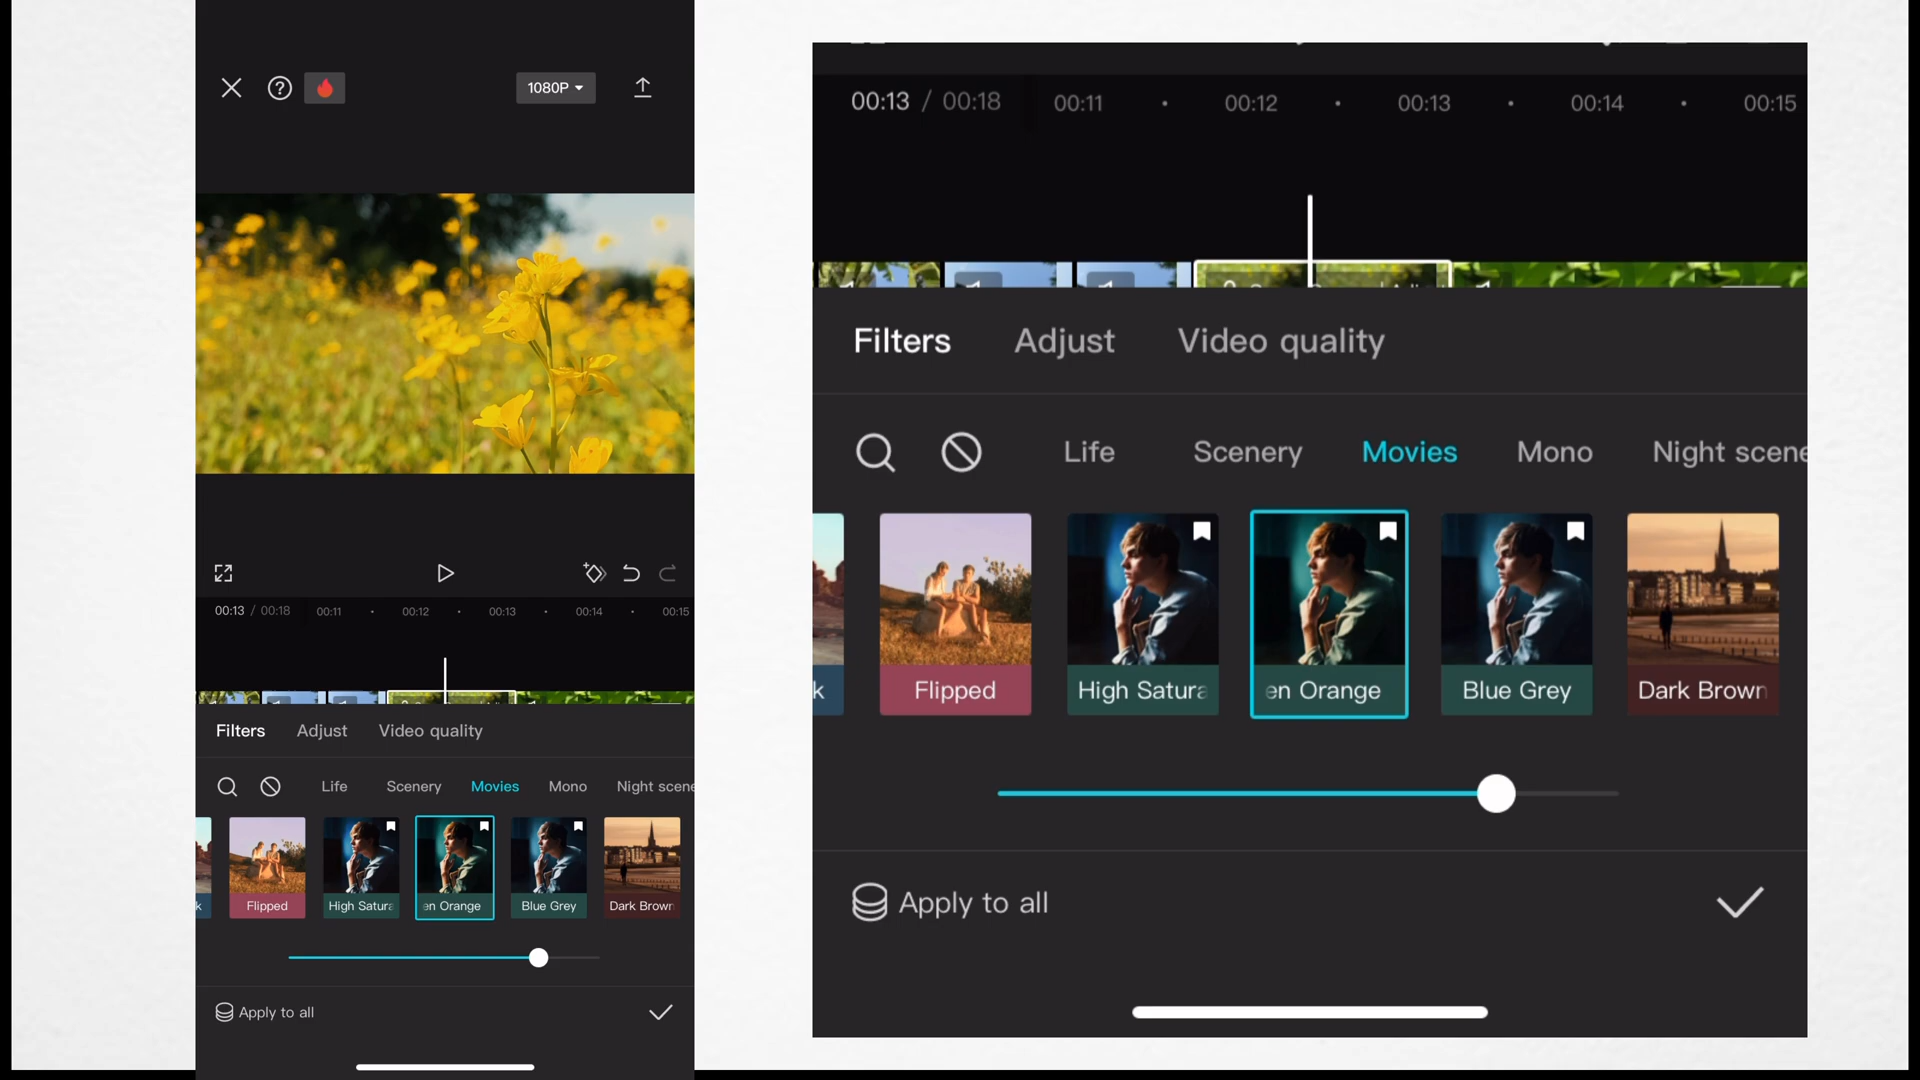 1080P
00:13 / 00:18 00:11 00:12 00:13 00:14 00:15
Filters Adjust Video quality
Life Scenery Movies Mono Night scene
k Flipped High Satura en Orange Blue Grey Dark Brown
Apply to all
00:13 / 00:18 00:11 00:12 00:13 00:14 00:15
Filters Adjust Video quality
Life Scenery Movies Mono Night scene
k Flipped High Satura en Orange Blue Grey Dark Brown
Apply to all